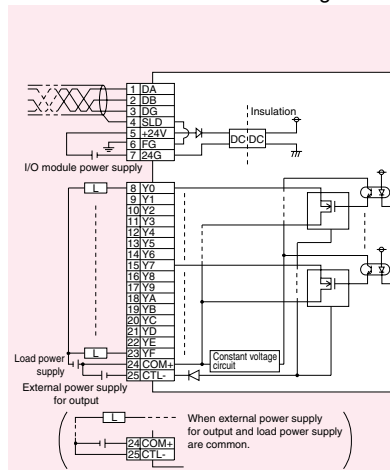 1 DA
2 DB
3 DG
4 SLD
5 +24V
6 FG
7 24G
Insulation
DC DC
I/O module power supply
L
8 Y0
9 Y1
10 Y2
11 Y3
12 Y4
13 Y5
14 Y6
15 Y7
16 Y8
17 Y9
18 YA
19 YB
20 YC
21 YD
22 YE
L
23 YF
Load power
supply
24 COM+
25 CTL-
Constant voltage
circuit
External power supply
for output
L
When external power supply
for output and load power supply
are common.
24 COM+
25 CTL-